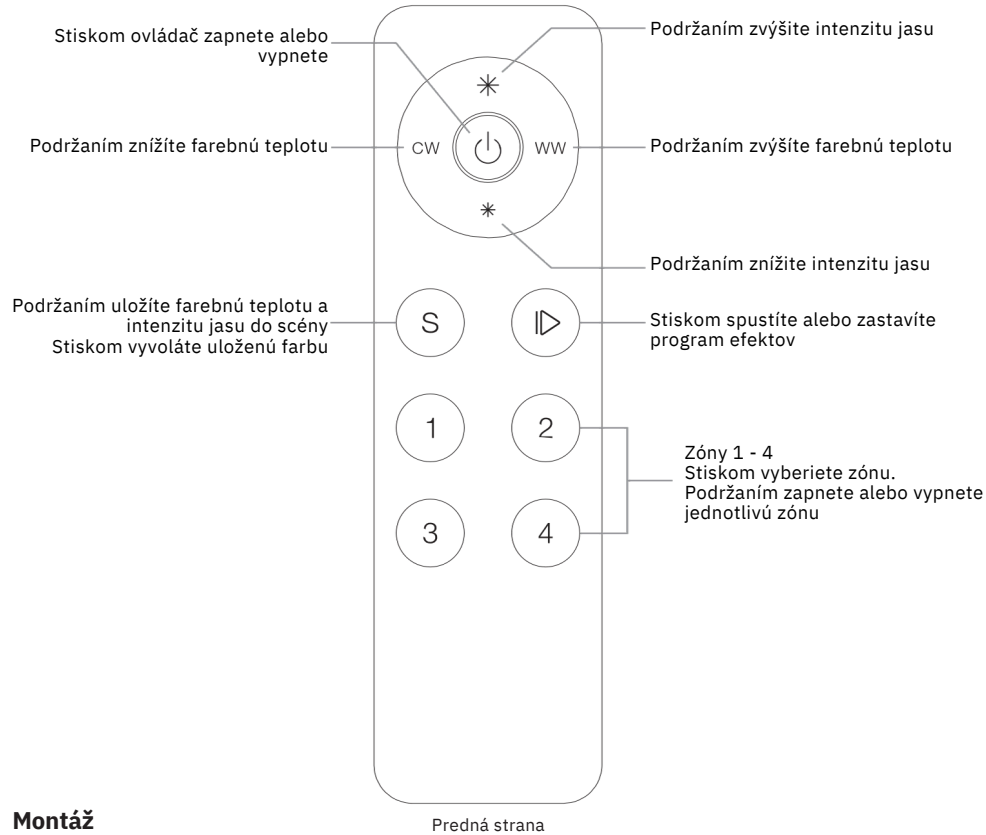 Stiskom ovládač zapnete alebo
vypnete
Podržaním zvýšite intenzitu jasu
Podržaním znížíte farebnú teplotu
CW
WW
Podržaním zvýšíte farebnú teplotu
Podržaním znížite intenzitu jasu
Podržaním uložíte farebnú teplotu a
intenzitu jasu do scény
Stiskom vyvoláte uloženú farbu
S
Stiskom spustíte alebo zastavíte
program efektov
1
2
Zóny 1 - 4
Stiskom vyberiete zónu.
Podržaním zapnete alebo vypnete
jednotlivú zónu
3
4
Montáž
Predná strana